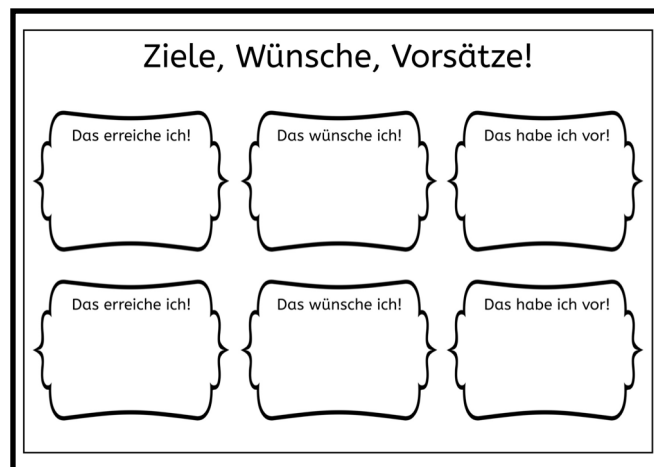 Ziele, Wünsche, Vorsätze!
Das erreiche ich!
Das wünsche ich!
Das habe ich vor!
Das erreiche ich!
Das wünsche ich!
Das habe ich vor!